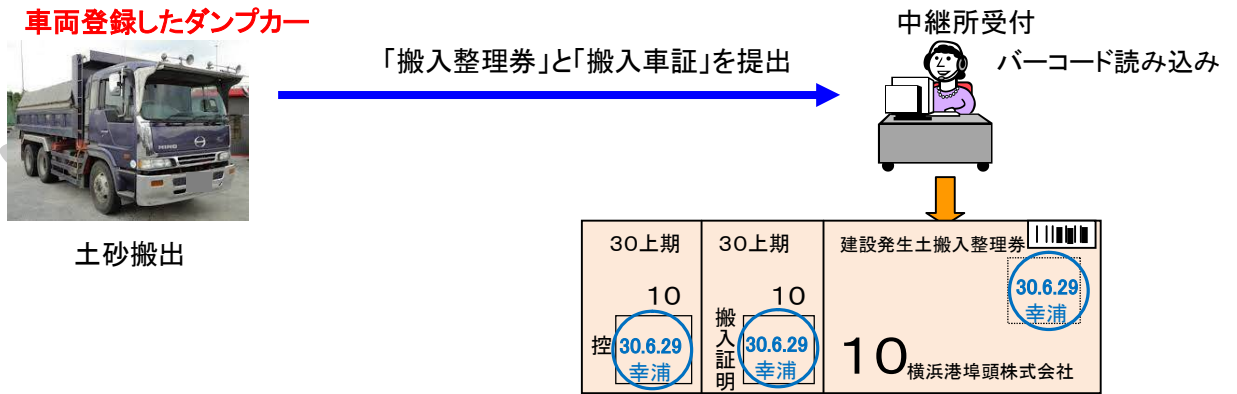 車両登録したダンプカー
「搬入整理券」と「搬入車証」を提出
中継所受付
バーコード読み込み
HINO
土砂搬出
30上期
10
控
30.6.29
幸浦
30上期
10
搬入証明
30.6.29
幸浦
建設発生土搬入整理券
30.6.29
幸浦
10
横浜港埠頭株式会社